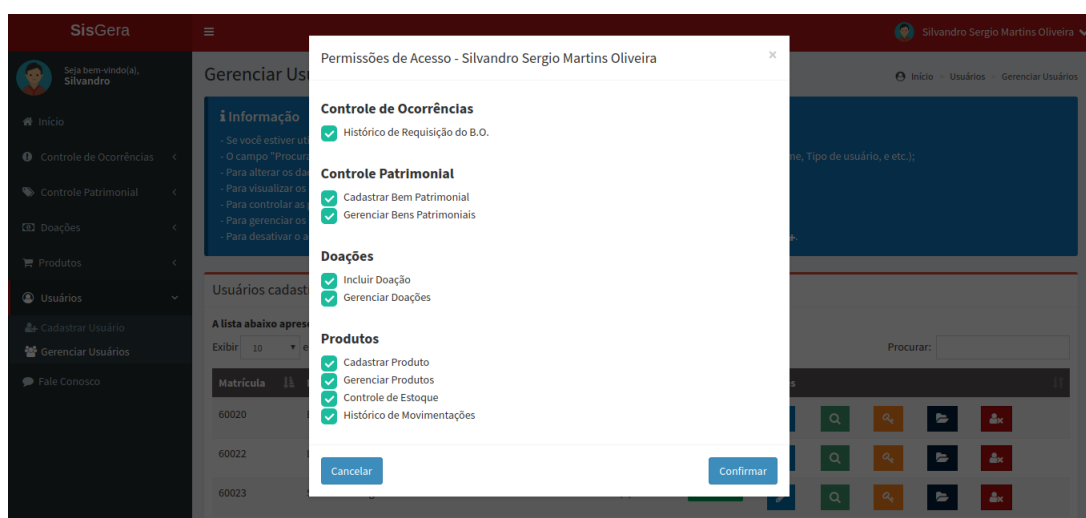 SisGera
Silvandro Sergio Martins Oliveira
Seja bem-vindo(a),
Silvandro
Início
Controle de Ocorrências
Controle Patrimonial
Doações
Produtos
Usuários
Cadastrar Usuário
Gerenciar Usuários
Fale Conosco
Gerenciar Us
Início
Usuários
Gerenciar Usuários
Informação
- Se você estiver uti
- O campo "Procura
me, Tipo de usuário, e etc.);
- Para alterar os da
- Para visualizar os
- Para controlar as
- Para gerenciar os
- Para desativar o a
Usuários cadast
A lista abaixo aprese
Exibir 10 e
Procurar:
Matrícula
60020
60022
60023
Permissões de Acesso - Silvandro Sergio Martins Oliveira
×
Controle de Ocorrências
Histórico de Requisição do B.O.
Controle Patrimonial
Cadastrar Bem Patrimonial
Gerenciar Bens Patrimoniais
Doações
Incluir Doação
Gerenciar Doações
Produtos
Cadastrar Produto
Gerenciar Produtos
Controle de Estoque
Histórico de Movimentações
Cancelar
Confirmar